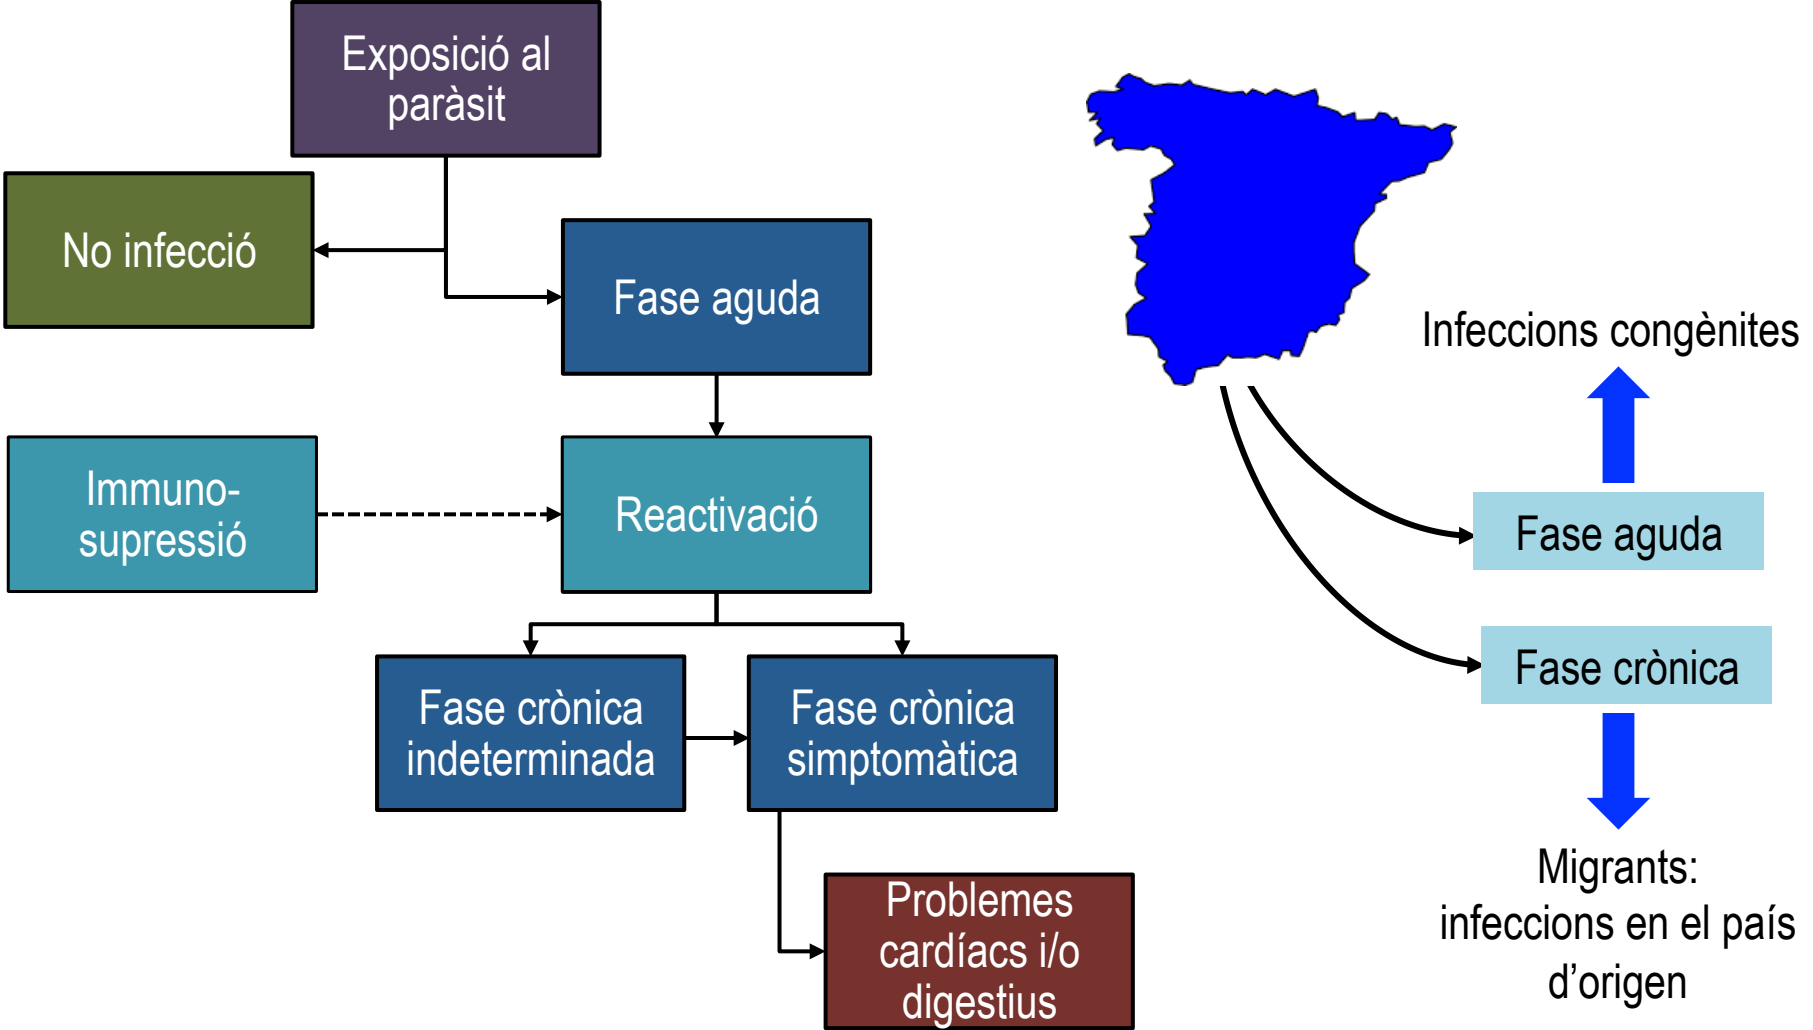 Exposició al
paràsit
No infecció
Fase aguda
Immuno-
supressió
Reactivació
Fase crònica
indeterminada
Fase crònica
simptomàtica
Problemes
cardíacs i/o
digestius
Infeccions congènites
Fase aguda
Fase crònica
Migrants:
infeccions en el país
d’origen